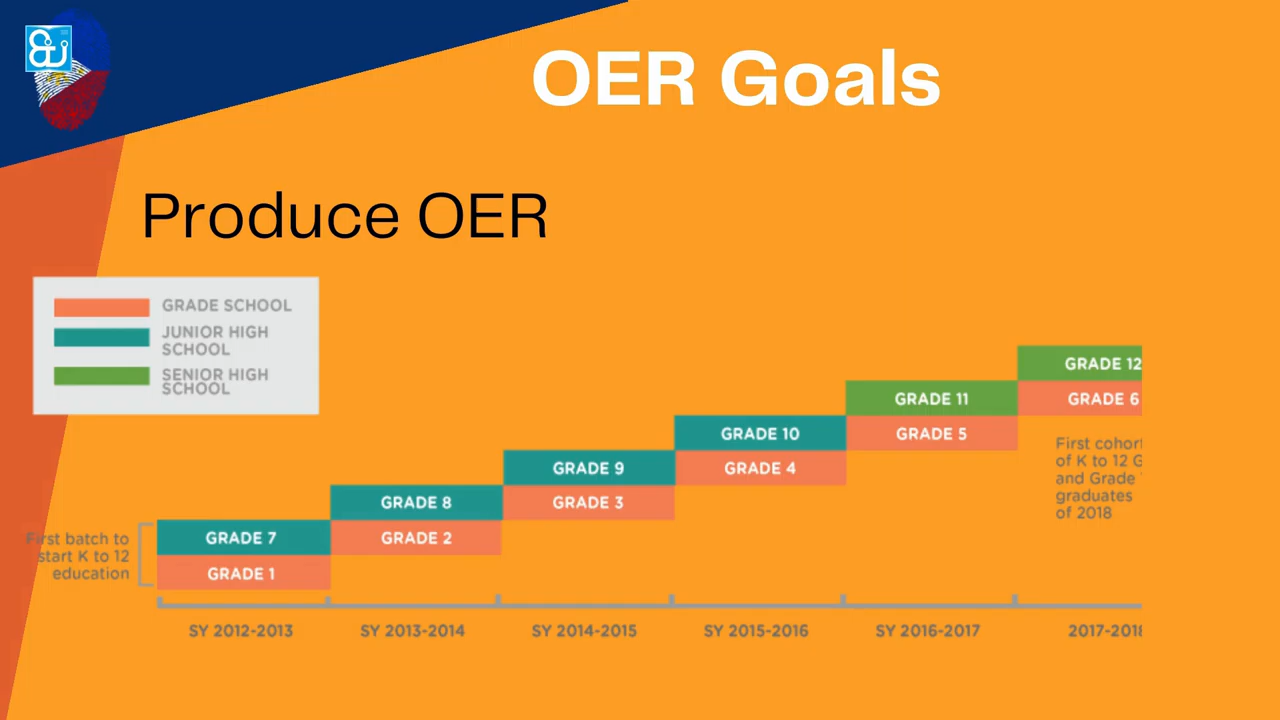 OER Goals
Produce OER
GRADE SCHOOL
JUNIOR HIGH
SCHOOL
SENIOR HIGH
SCHOOL
GRADE 12
GRADE 11
GRADE 6
GRADE 10
GRADE 5
GRADE 9
GRADE 4
GRADE 8
GRADE 3
GRADE 7
GRADE 2
GRADE 1
First batch to
start K to 12
education
First cohort
of K to 12 G
and Grade
graduates
of 2018
SY 2012-2013
SY 2013-2014
SY 2014-2015
SY 2015-2016
SY 2016-2017
2017-2018